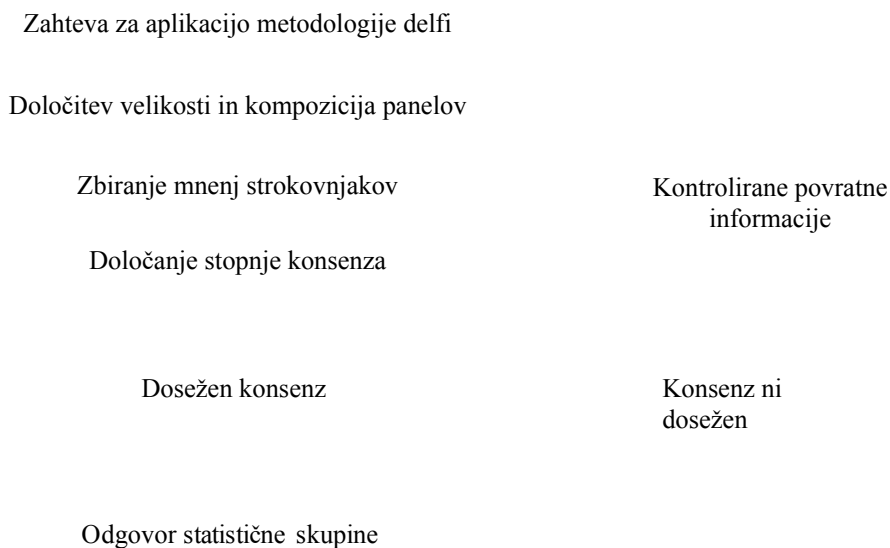 Zahteva za aplikacijo metodologije delfi
Določitev velikosti in kompozicija panelov
Zbiranje mnenj strokovnjakov
Kontrolirane povratne
informacije
Določanje stopnje konsenza
Dosežen konsenz
Konsenz ni
dosežen
Odgovor statistične skupine